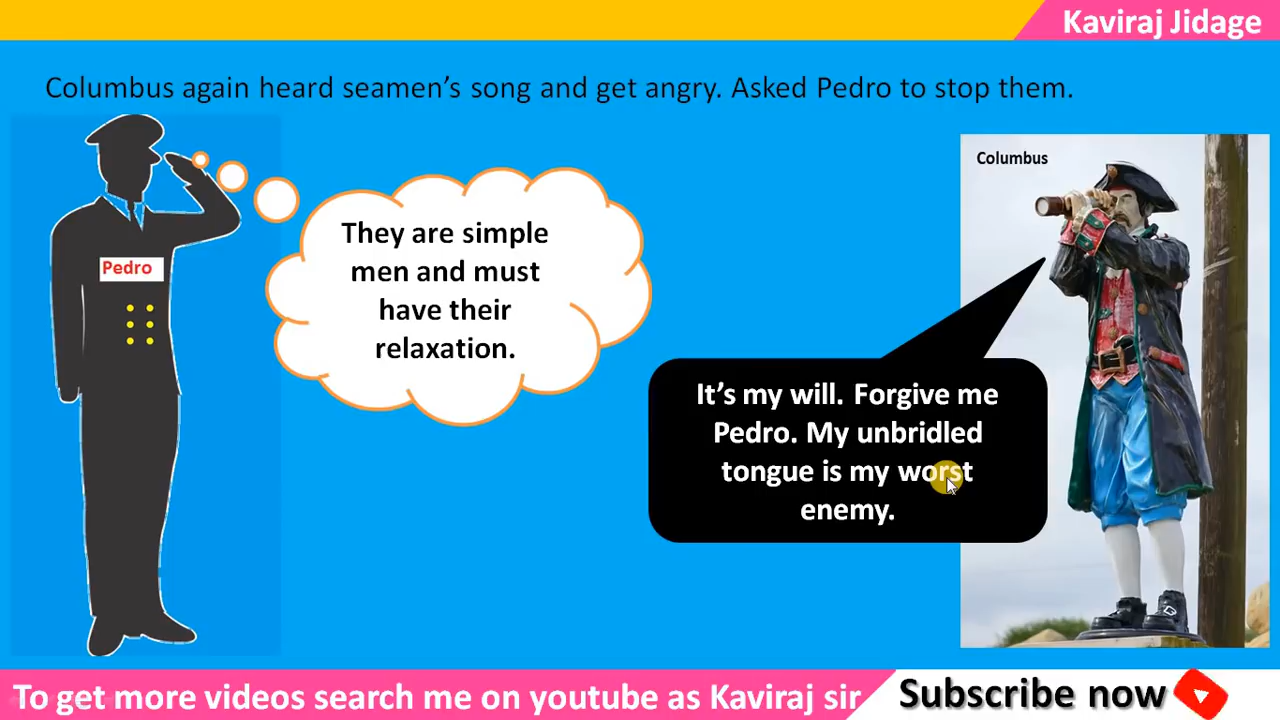 Kaviraj Jidage
Columbus again heard seamen’s song and get angry. Asked Pedro to stop them.
Columbus
Pedro
They are simple
men and must
have their
relaxation.
It’s my will. Forgive me
Pedro. My unbridled
tongue is my worst
enemy.
To get more videos search me on youtube as Kaviraj sir
Subscribe now